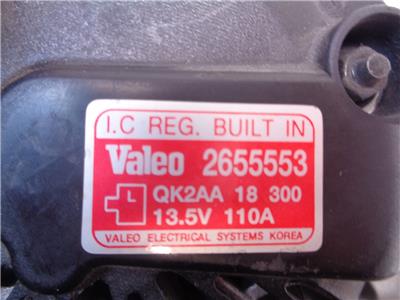 I.C REG. BUILT IN
Valeo 2655553
QK2AA 18 300
13.5V 110A
VALEO ELECTRICAL SYSTEMS KOREA